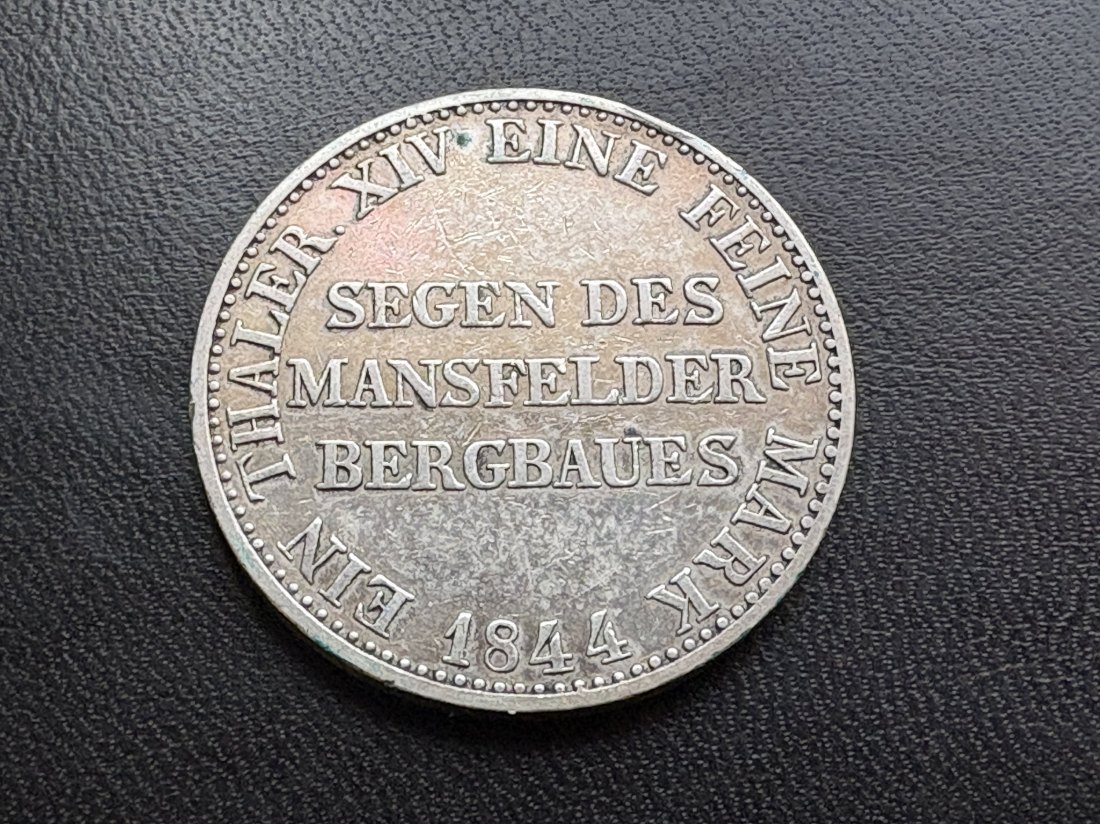 EIN THALER. XIV EINE FEINE MARK
SEGEN DES
MANSFELDER
BERGBAUES
1844